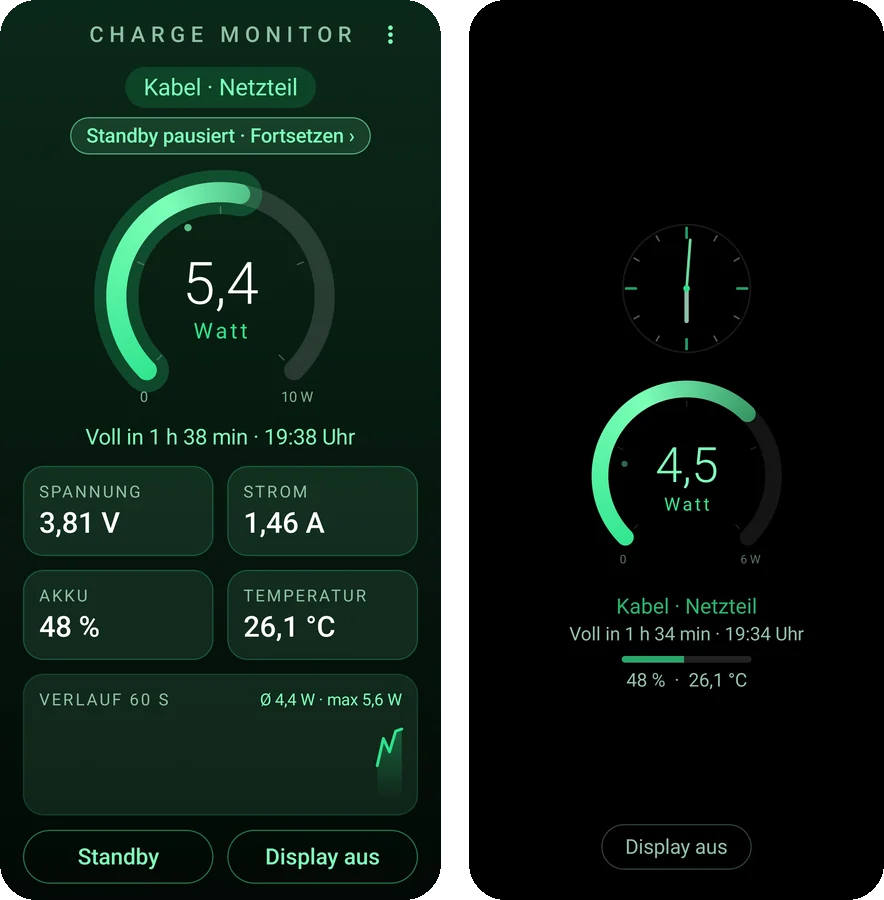 CHARGE MONITOR
Kabel · Netzteil
Standby pausiert · Fortsetzen ›
5,4
Watt
0
10 W
Voll in 1 h 38 min · 19:38 Uhr
SPANNUNG
3,81 V
STROM
1,46 A
AKKU
48 %
TEMPERATUR
26,1 °C
VERLAUF 60 S
Ø 4,4 W · max 5,6 W
Standby
Display aus
4,5
Watt
0
6 W
Kabel · Netzteil
Voll in 1 h 34 min · 19:34 Uhr
48 % · 26,1 °C
Display aus